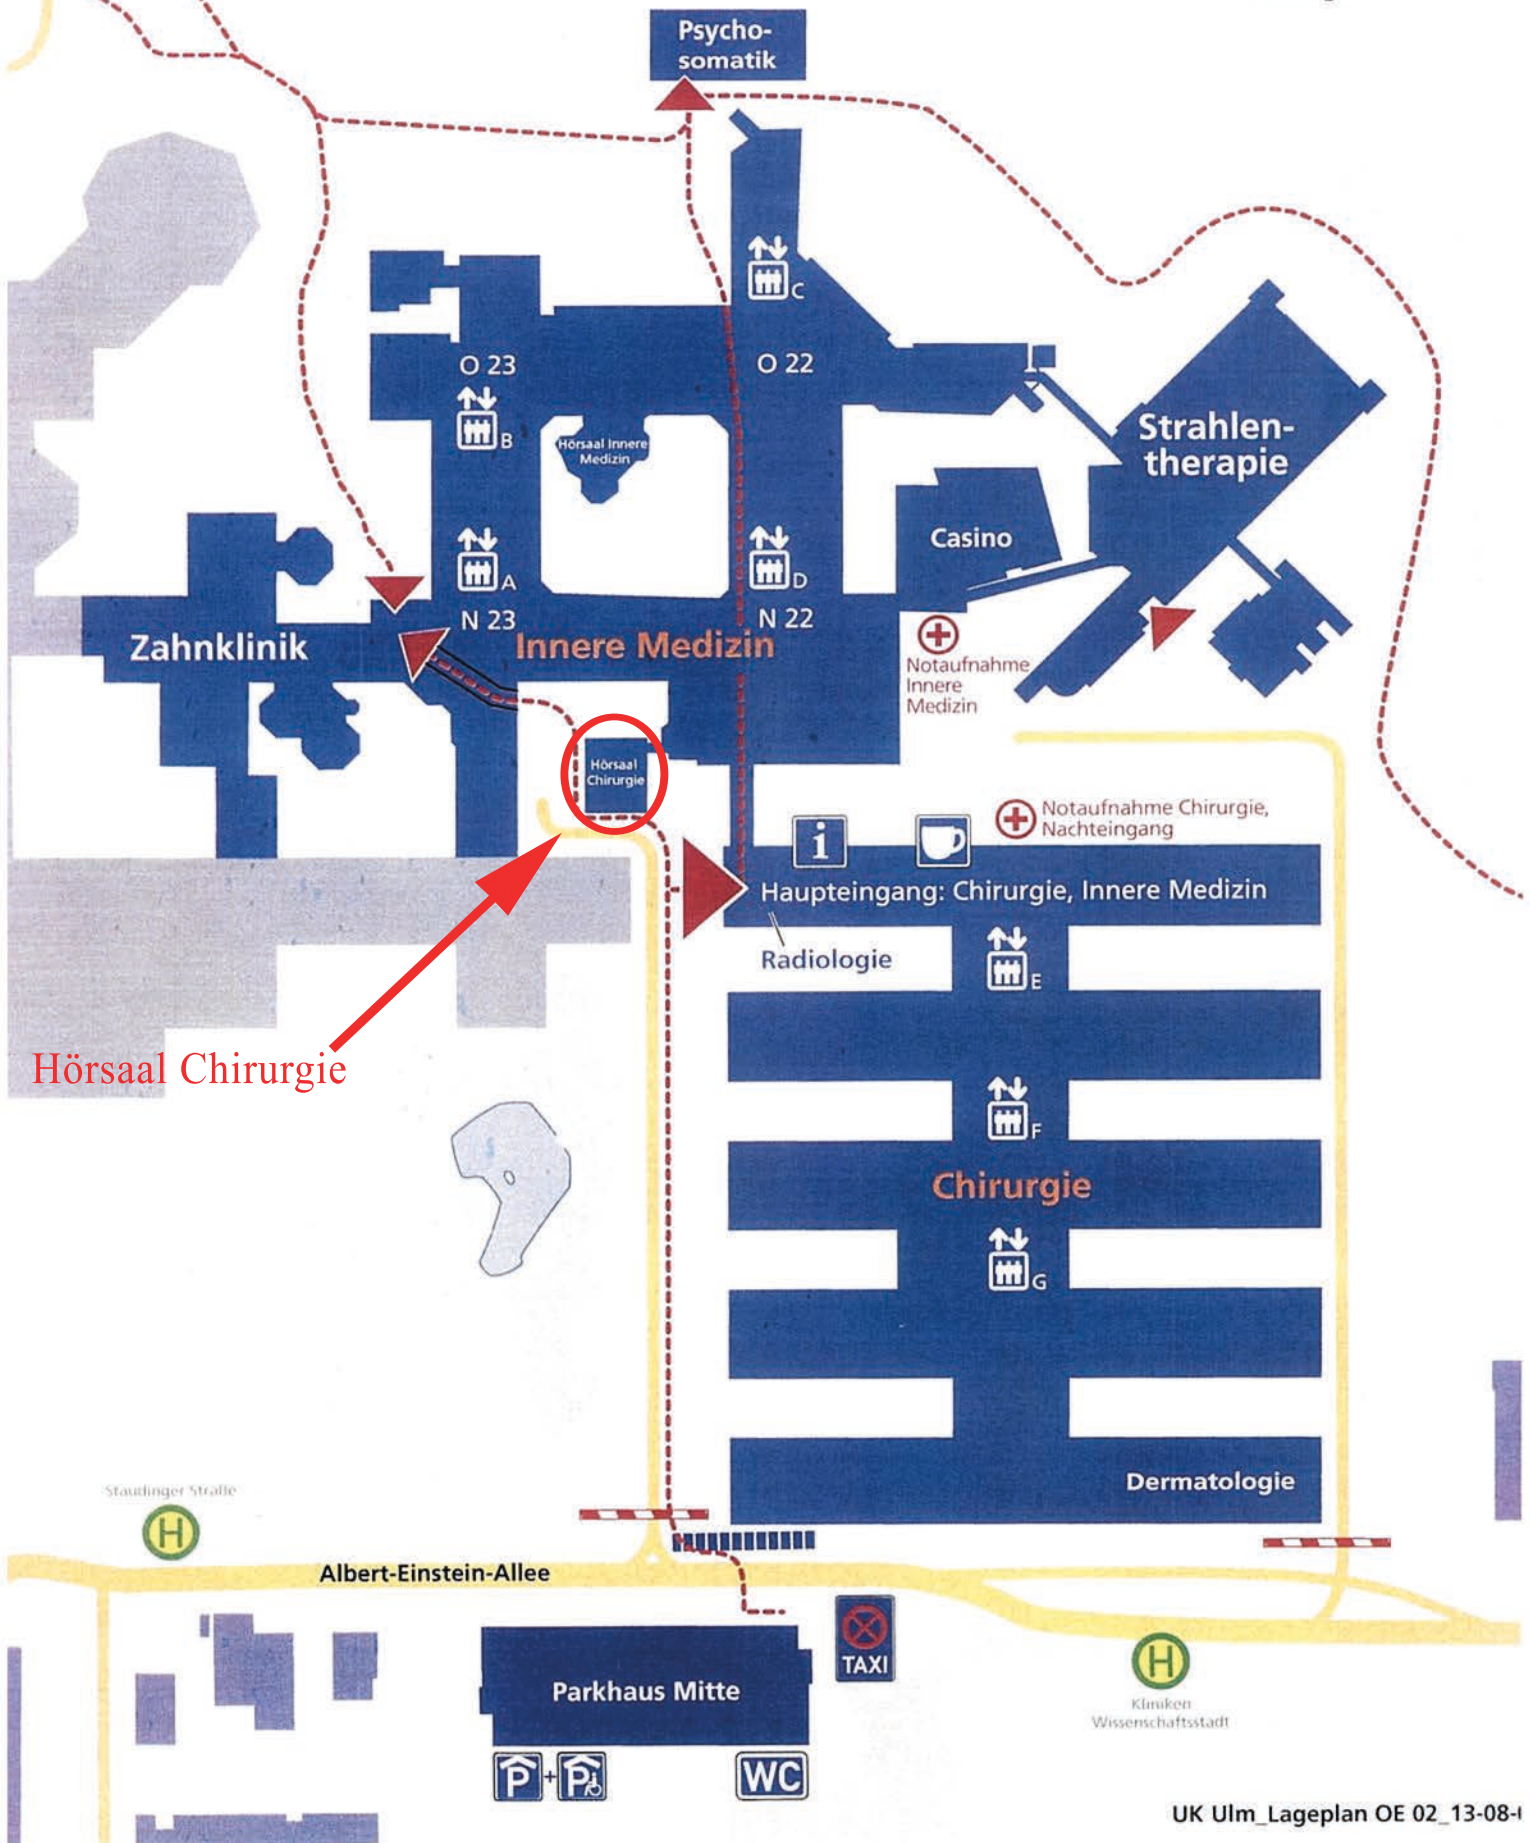 Psycho-
somatik
C
O 23
O 22
B
Hörsaal Innere
Medizin
Strahlen-
therapie
Casino
A
D
N 23
N 22
Zahnklinik
Innere Medizin
Notaufnahme
Innere
Medizin
Hörsaal
Chirurgie
i
Notaufnahme Chirurgie,
Nachteingang
Haupteingang: Chirurgie, Innere Medizin
Radiologie
E
Hörsaal Chirurgie
F
Chirurgie
G
Dermatologie
Staudinger Straße
H
Albert-Einstein-Allee
TAXI
H
Parkhaus Mitte
Kliniken
Wissenschaftsstadt
P + P
WC
UK Ulm_Lageplan OE 02_13-08-